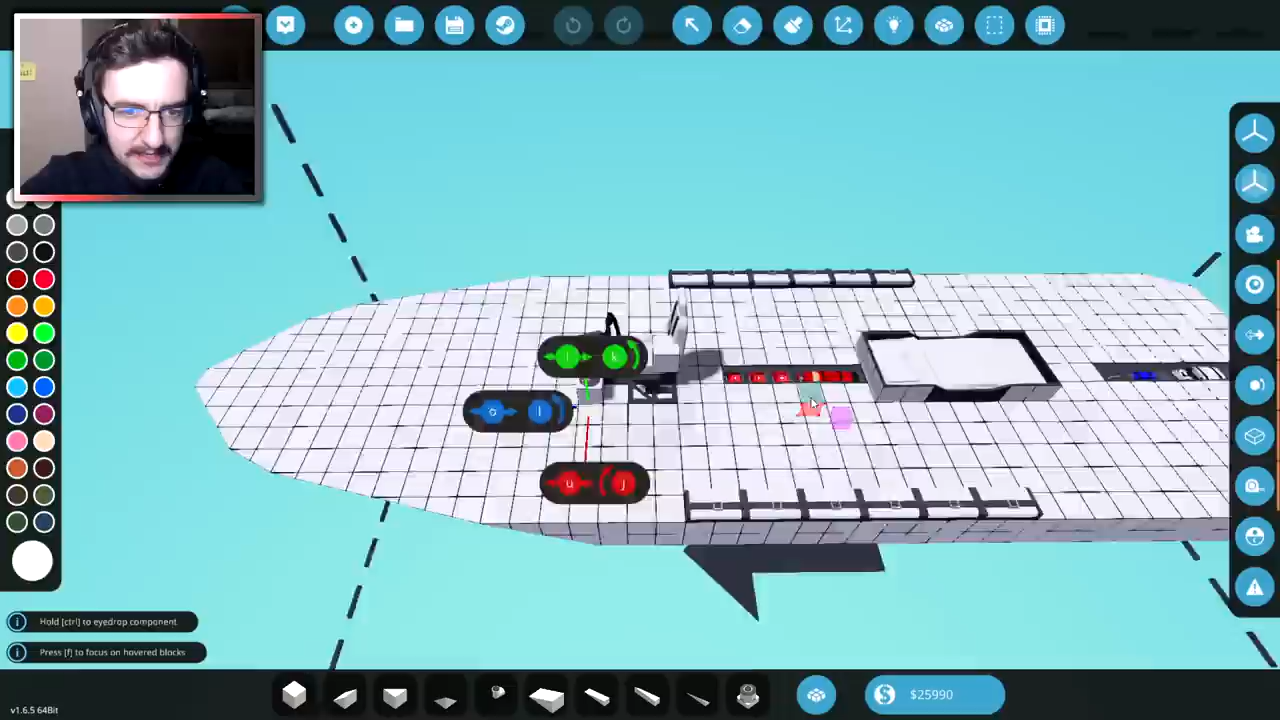 l k
o l
u j
Hold [ctrl] to eyedrop component
Press [f] to focus on hovered blocks
$25990
v1.6.5 64Bit